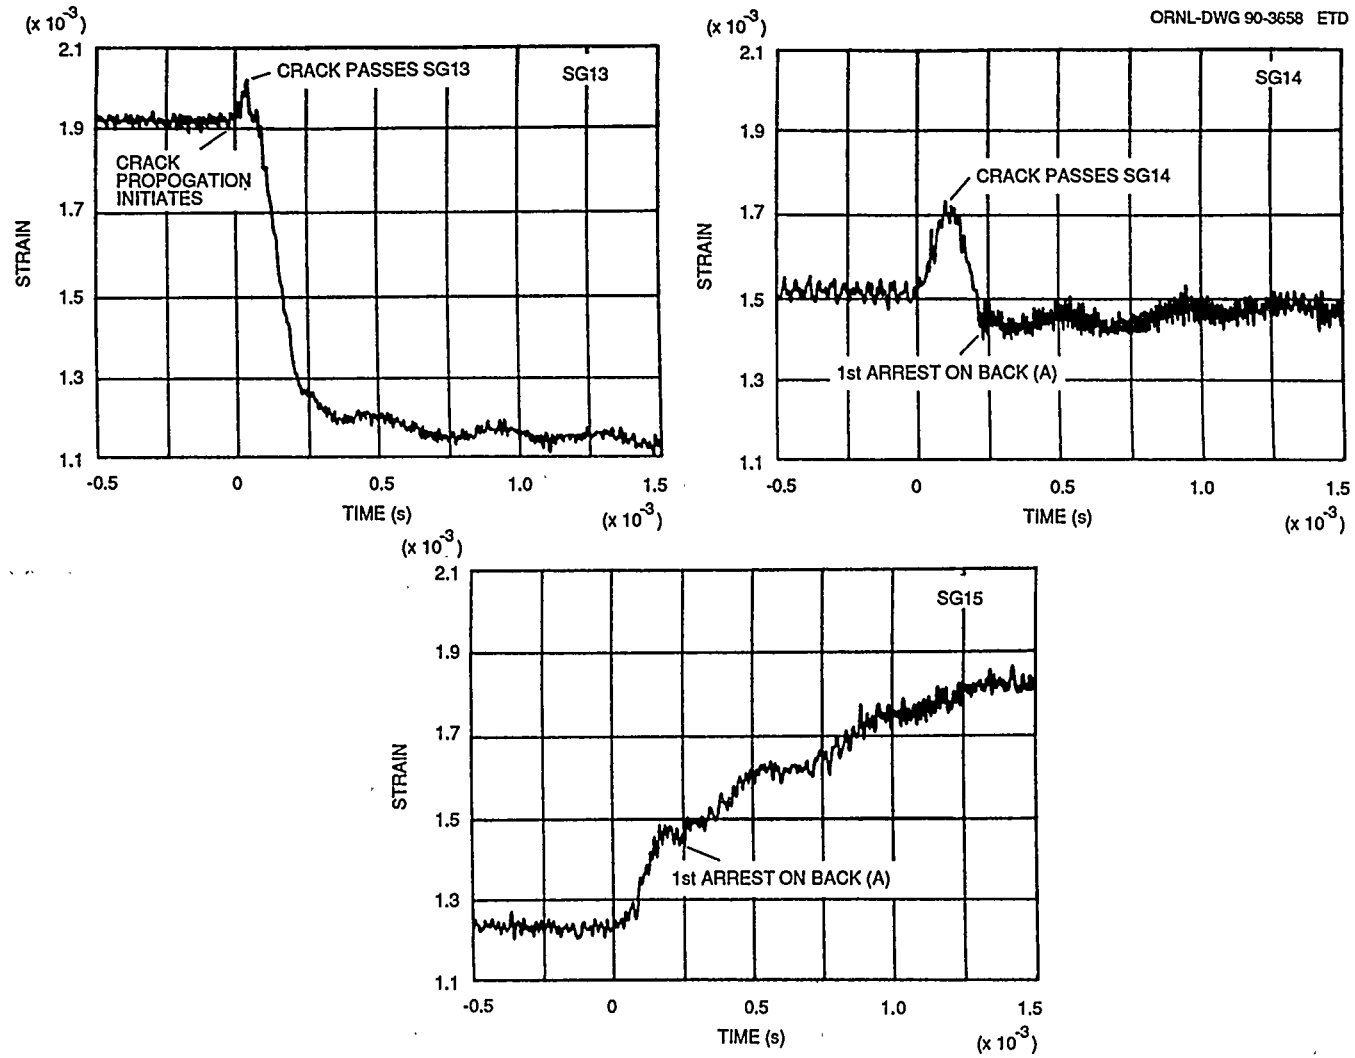 ORNL-DWG 90-3658 ETD
(x 10⁻³)
2.1
1.9
1.7
1.5
1.3
1.1
STRAIN
SG13
CRACK PASSES SG13
CRACK
PROPOGATION
INITIATES
-0.5 0 0.5 1.0 1.5
TIME (s)
(x 10⁻³)
(x 10⁻³)
2.1
1.9
1.7
1.5
1.3
1.1
STRAIN
SG14
CRACK PASSES SG14
1st ARREST ON BACK (A)
-0.5 0 0.5 1.0 1.5
TIME (s)
(x 10⁻³)
(x 10⁻³)
2.1
1.9
1.7
1.5
1.3
1.1
STRAIN
SG15
1st ARREST ON BACK (A)
-0.5 0 0.5 1.0 1.5
TIME (s)
(x 10⁻³)